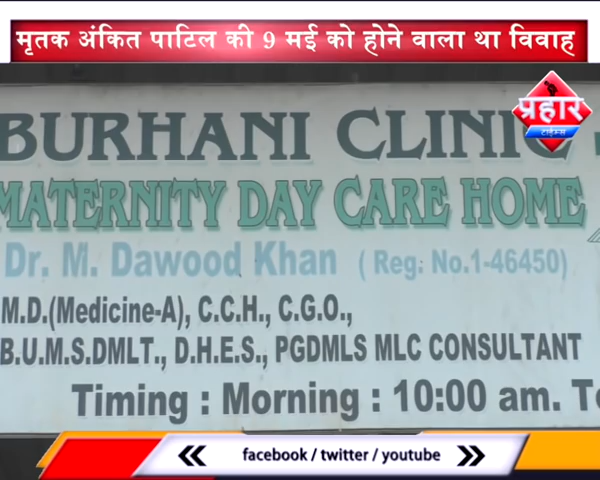 मृतक अंकित पाटिल की 9 मई को होने वाला था विवाह
प्रहार
टाईम्स
BURHANI CLINIC
MATERNITY DAY CARE HOME
Dr. M. Dawood Khan (Reg. No.1-46450)
M.D.(Medicine-A), C.C.H., C.G.O.,
B.U.M.S.DMLT., D.H.E.S., PGDMLS MLC CONSULTANT
Timing : Morning : 10:00 am. To
facebook / twitter / youtube